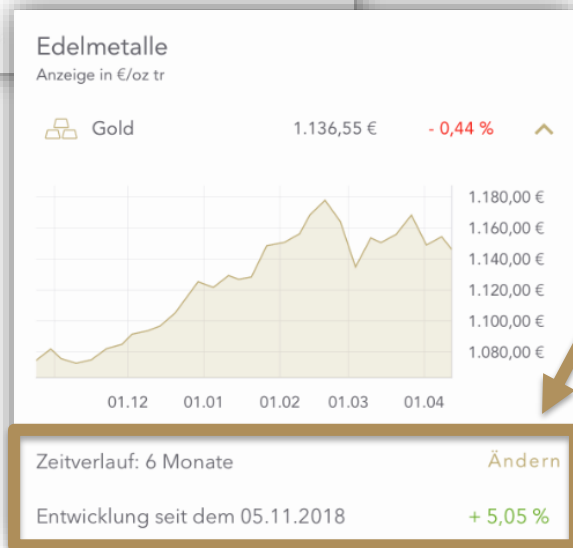 Edelmetalle
Anzeige in €/oz tr
Gold 1.136,55 € - 0,44 %
1.180,00 €
1.160,00 €
1.140,00 €
1.120,00 €
1.100,00 €
1.080,00 €
01.12 01.01 01.02 01.03 01.04
Zeitverlauf: 6 Monate Ändern
Entwicklung seit dem 05.11.2018 + 5,05 %